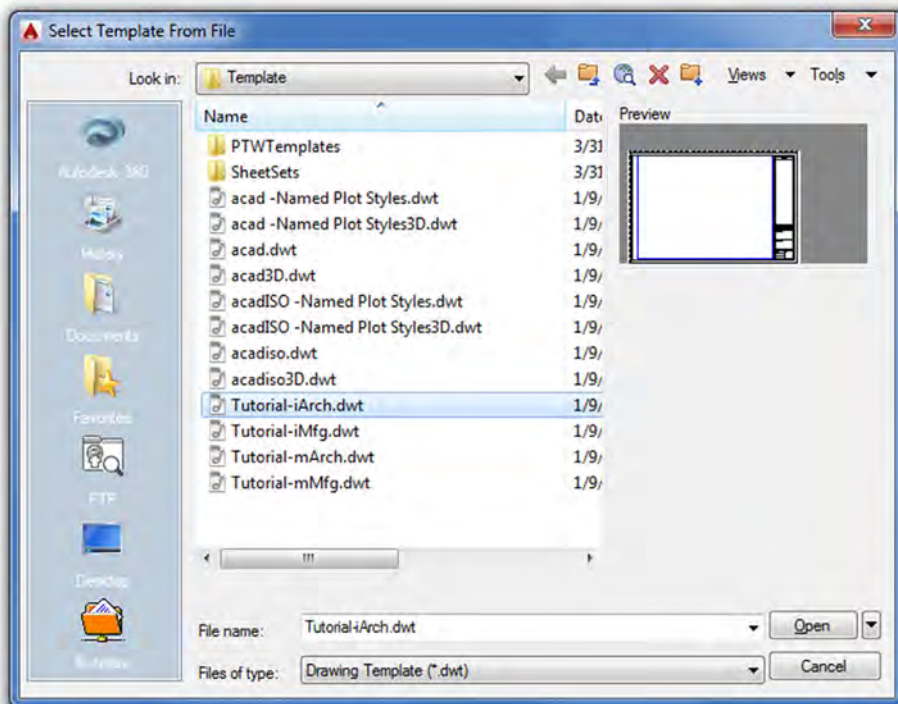 Select Template From File
Look in: Template Views Tools
Name Date Preview
PTWTemplates 3/31
SheetSets 3/31
acad -Named Plot Styles.dwt 1/9/
acad -Named Plot Styles3D.dwt 1/9/
acad.dwt 1/9/
acad3D.dwt 1/9/
acadISO -Named Plot Styles.dwt 1/9/
acadISO -Named Plot Styles3D.dwt 1/9/
acadiso.dwt 1/9/
acadiso3D.dwt 1/9/
Tutorial-iArch.dwt 1/9/
Tutorial-iMfg.dwt 1/9/
Tutorial-mArch.dwt 1/9/
Tutorial-mMfg.dwt 1/9/
Autodesk 360
History
Documents
Favorites
FTP
Desktop
File name: Tutorial-iArch.dwt Open
Files of type: Drawing Template (*.dwt) Cancel